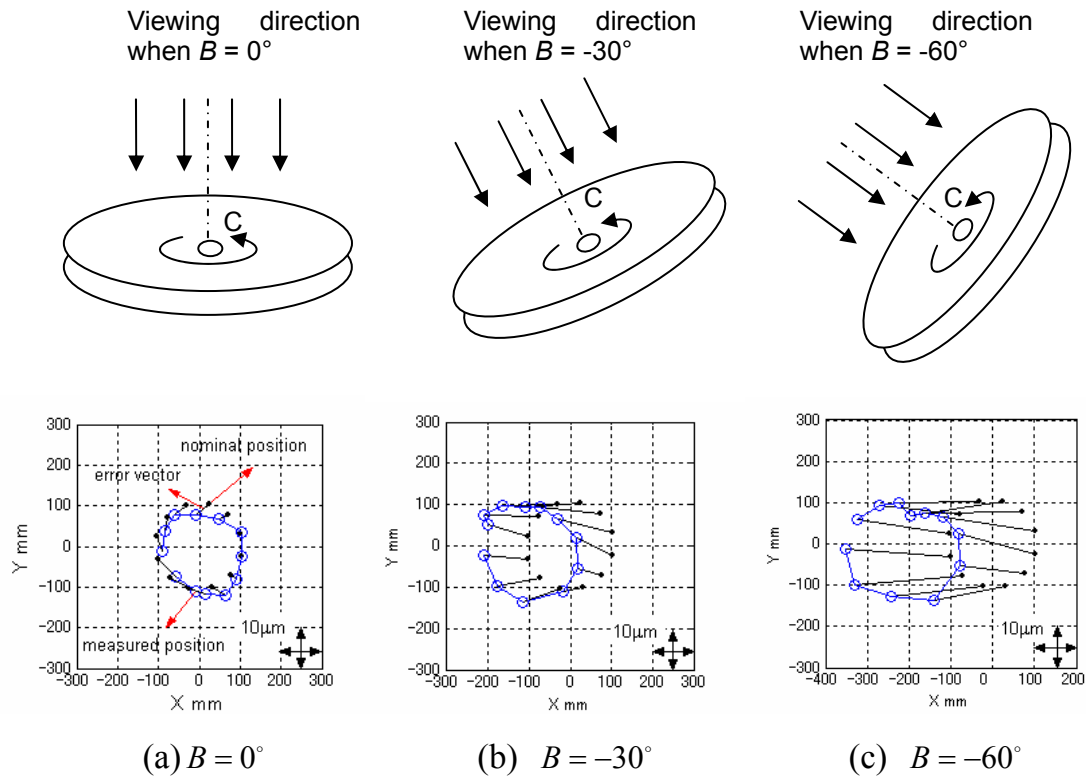 Viewing direction
when B = 0°
Viewing direction
when B = -30°
Viewing direction
when B = -60°
C
C
C
300
200
100
0
-100
-200
-300
Y mm
-300 -200 -100 0 100 200 300
X mm
nominal position
error vector
measured position
10μm
300
200
100
0
-100
-200
-300
Y mm
-300 -200 -100 0 100 200 300
X mm
10μm
300
200
100
0
-100
-200
-300
Y mm
-400 -300 -200 -100 0 100 200
X mm
10μm
(a) B = 0°
(b) B = −30°
(c) B = −60°